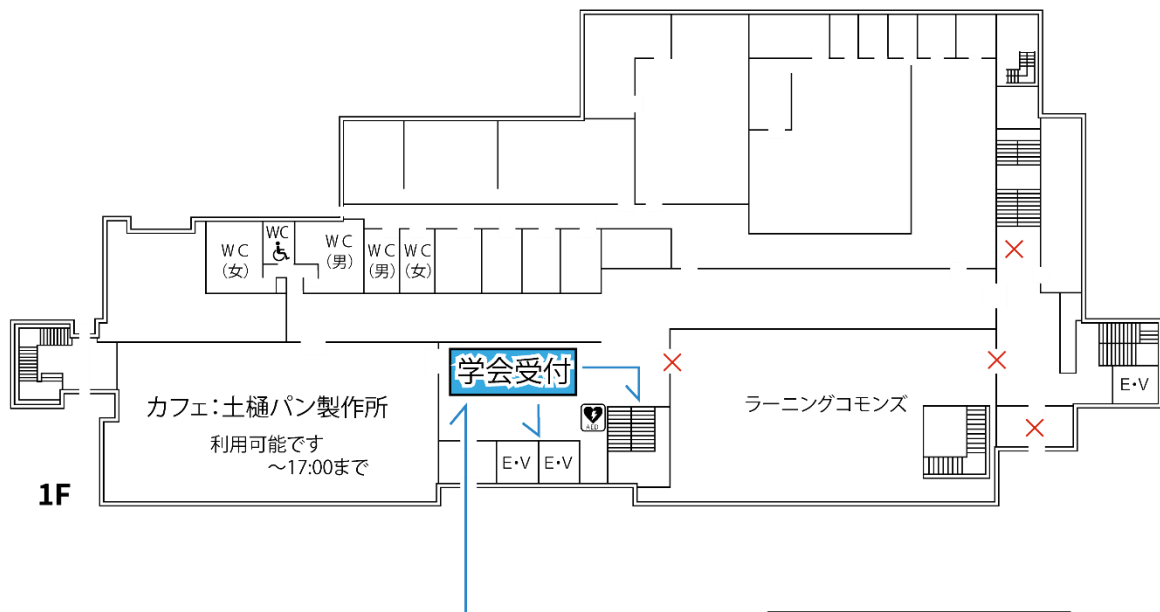 WC
WC
(女)
WC
(男)
WC
(男)
WC
(女)
学会受付
カフェ：土樋パン製作所
利用可能です
～17:00まで
AED
E・V
E・V
ラーニングコモンズ
E・V
1F